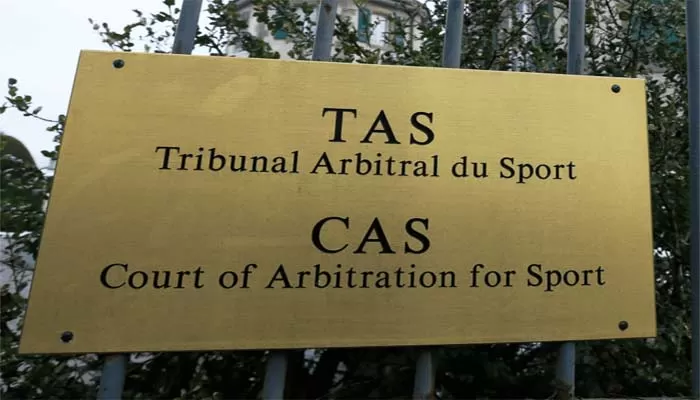 TAS
Tribunal Arbitral du Sport
CAS
Court of Arbitration for Sport